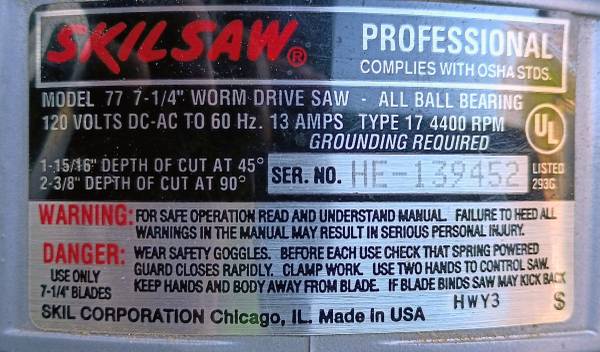 SKILSAW®
PROFESSIONAL
COMPLIES WITH OSHA STDS.
MODEL 77 7-1/4" WORM DRIVE SAW - ALL BALL BEARING
120 VOLTS DC-AC TO 60 Hz. 13 AMPS TYPE 17 4400 RPM
GROUNDING REQUIRED
UL
LISTED
293G
1-15/16" DEPTH OF CUT AT 45°
2-3/8" DEPTH OF CUT AT 90°
SER. NO. HE-139452
WARNING: FOR SAFE OPERATION READ AND UNDERSTAND MANUAL. FAILURE TO HEED ALL
WARNINGS IN THE MANUAL MAY RESULT IN SERIOUS PERSONAL INJURY.
DANGER: WEAR SAFETY GOGGLES. BEFORE EACH USE CHECK THAT SPRING POWERED
GUARD CLOSES RAPIDLY. CLAMP WORK. USE TWO HANDS TO CONTROL SAW.
KEEP HANDS AND BODY AWAY FROM BLADE. IF BLADE BINDS SAW MAY KICK BACK
USE ONLY
7-1/4" BLADES
HWY3 S
SKIL CORPORATION Chicago, IL. Made in USA